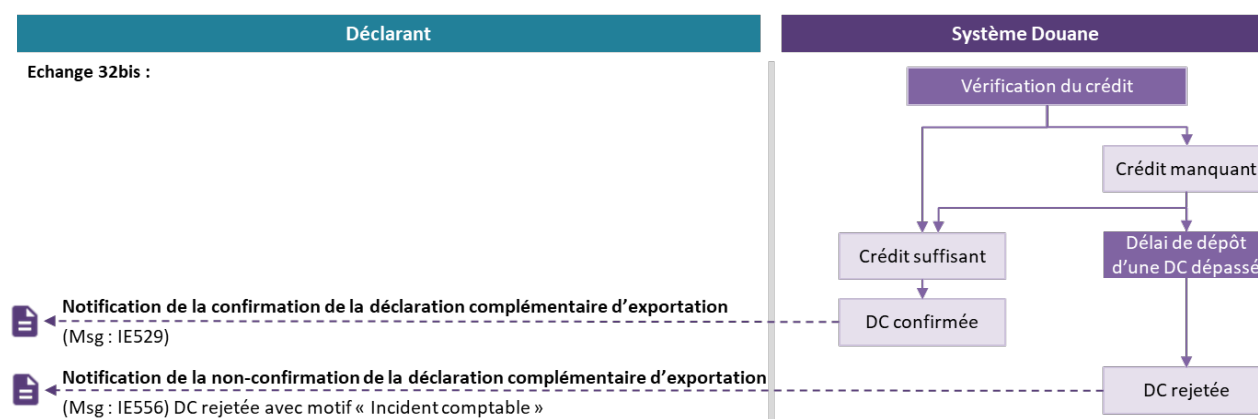 Déclarant
Système Douane
Echange 32bis :
Vérification du crédit
Crédit manquant
Crédit suffisant
Délai de dépôt
d’une DC dépassé
Notification de la confirmation de la déclaration complémentaire d’exportation
(Msg : IE529)
DC confirmée
Notification de la non-confirmation de la déclaration complémentaire d’exportation
(Msg : IE556) DC rejetée avec motif « Incident comptable »
DC rejetée